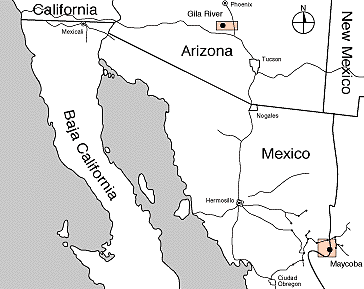 California
Phoenix
Gila River
N
Mexicali
Arizona
New Mexico
Tucson
Nogales
Baja California
Mexico
Hermosillo
Maycoba
Ciudad
Obregon